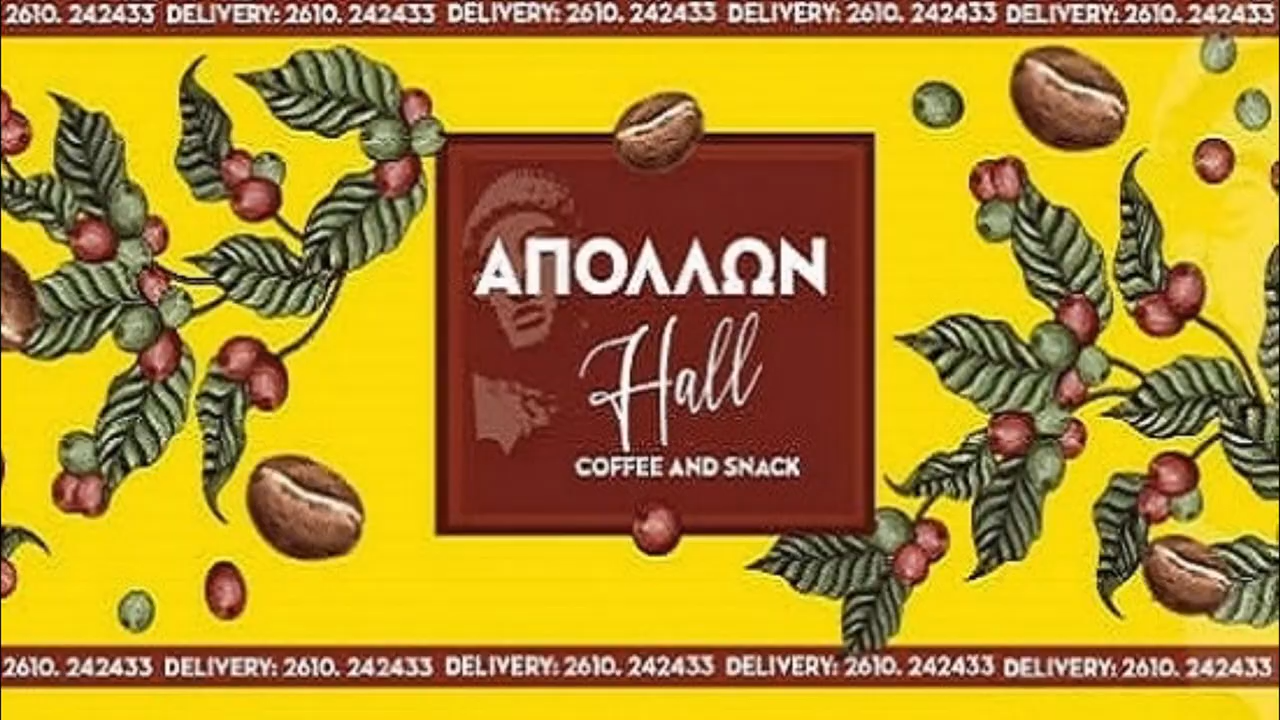 2610. 242433 DELIVERY: 2610. 242433 DELIVERY: 2610. 242433 DELIVERY: 2610. 242433 DELIVERY: 2610. 242433
ΑΠΟΛΛΩΝ
Hall
COFFEE AND SNACK
2610. 242433 DELIVERY: 2610. 242433 DELIVERY: 2610. 242433 DELIVERY: 2610. 242433 DELIVERY: 2610. 242433